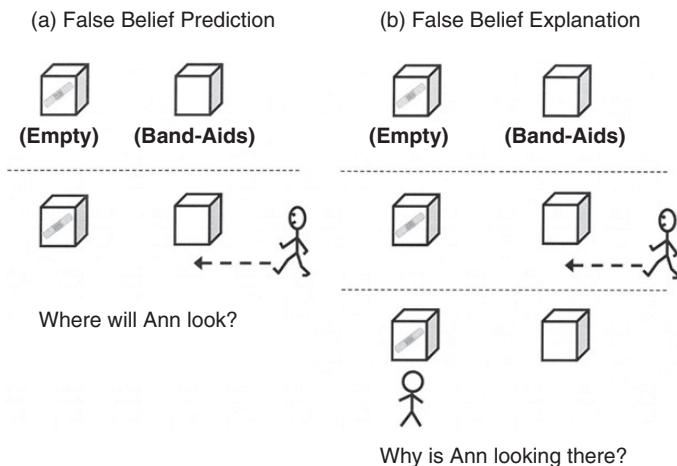 (a) False Belief Prediction
(Empty) (Band-Aids)
Where will Ann look?
(b) False Belief Explanation
(Empty) (Band-Aids)
Why is Ann looking there?